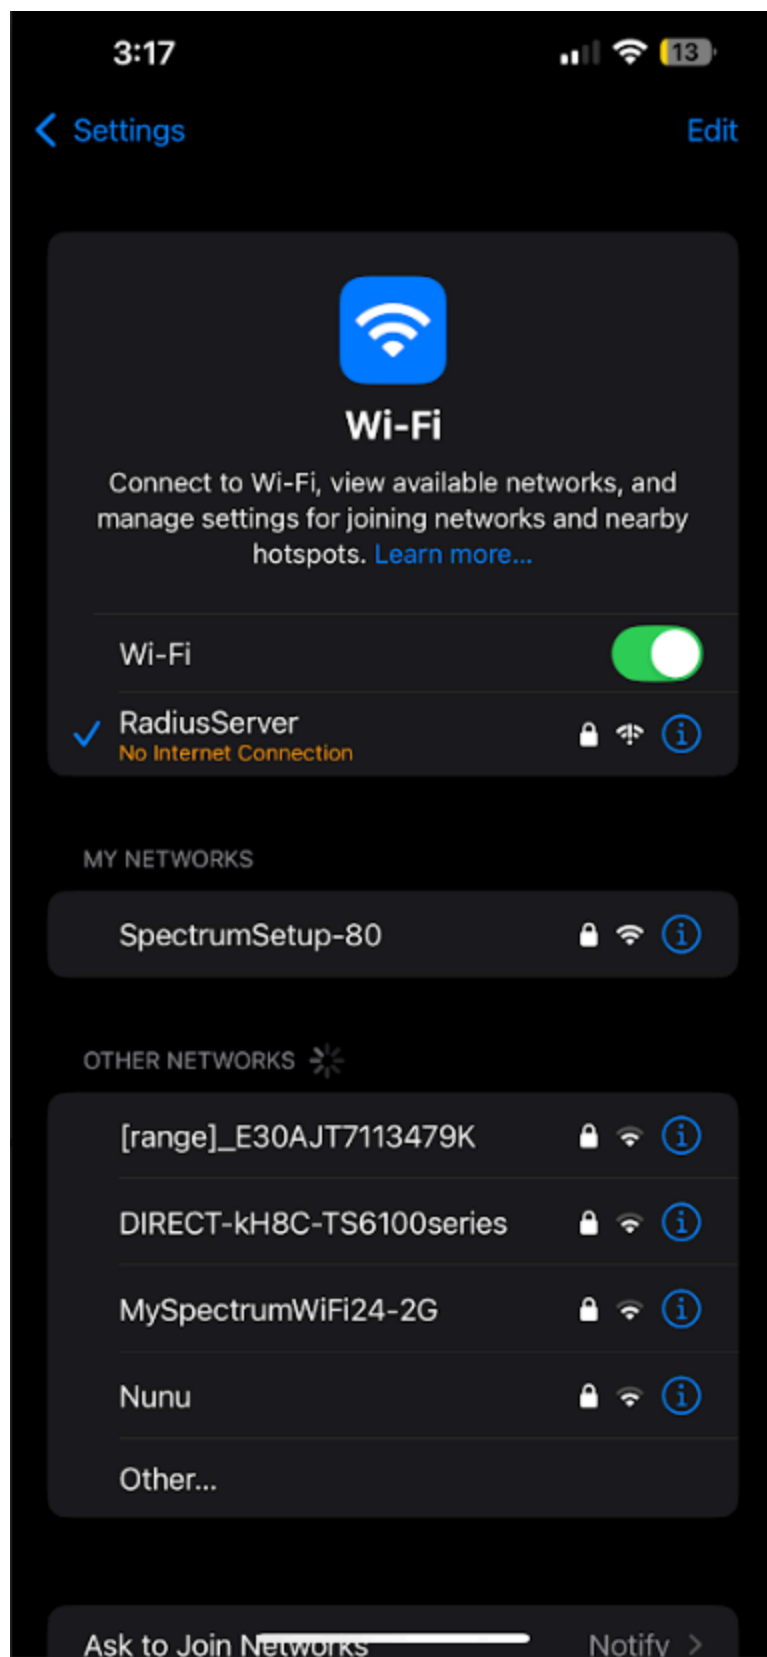 3:17
13
Settings
Edit
Wi-Fi
Connect to Wi-Fi, view available networks, and
manage settings for joining networks and nearby
hotspots. Learn more...
Wi-Fi
RadiusServer
No Internet Connection
MY NETWORKS
SpectrumSetup-80
OTHER NETWORKS
[range]_E30AJT7113479K
DIRECT-kH8C-TS6100series
MySpectrumWiFi24-2G
Nunu
Other...
Ask to Join Networks
Notify